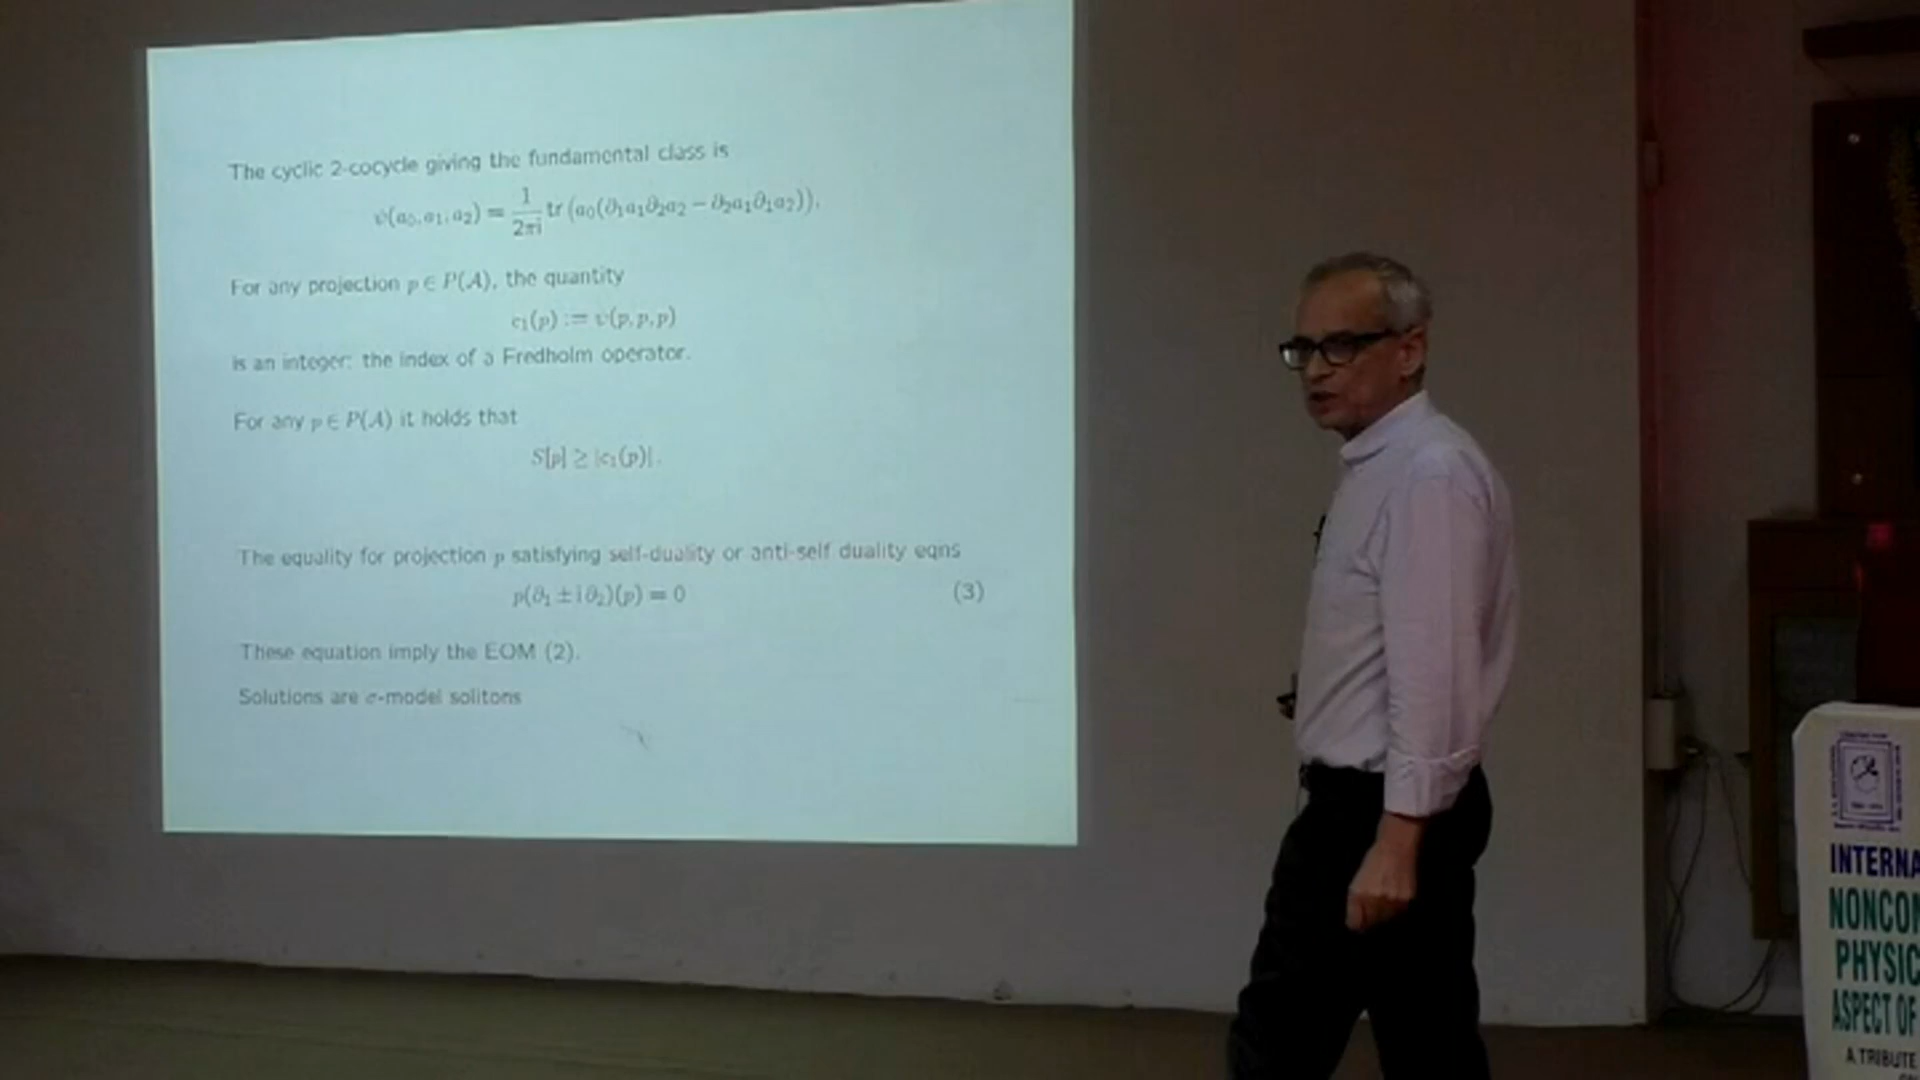 The cyclic 2-cocycle giving the fundamental class is
ψ(a₀, a₁, a₂) = 1/2πi tr (a₀(∂₁a₁∂₂a₂ − ∂₂a₁∂₁a₂)).
For any projection p ∈ P(A), the quantity
c₁(p) := ψ(p, p, p)
is an integer: the index of a Fredholm operator.
For any p ∈ P(A) it holds that
S[p] ≥ |c₁(p)|.
The equality for projection p satisfying self-duality or anti-self duality eqns
p(∂₁ ± i ∂₂)(p) = 0 (3)
These equation imply the EOM (2).
Solutions are σ-model solitons
INTERNA
NONCO
PHYSIC
ASPECT OF
A TRIBUTE